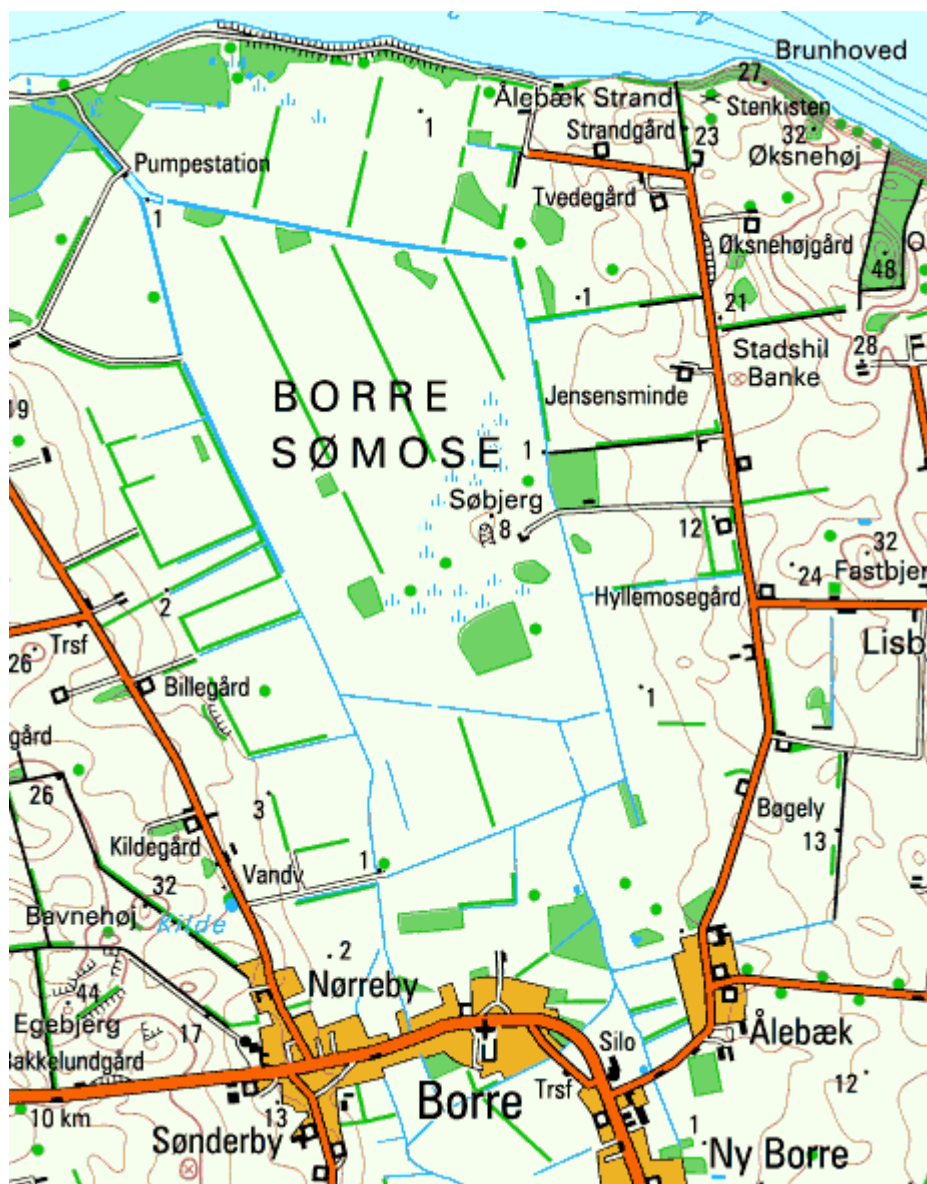 Brunhoved
27
Ålebæk Strand
Stenkisten
1
Strandgård
23
32
Øksnehøj
Pumpestation
Tvedegård
1
Øksnehøjgård
48
1
21
Stadshil
28
Banke
BORRE
Jensensminde
19
SØMOSE
1
Søbjerg
8
12
32
24
Fastbjer
2
Hyllemosegård
Trsf
Lisb
26
Billegård
1
gård
26
3
Bøgely
13
Kildegård
1
Vandv
32
Bavnehøj
Kilde
2
Nørreby
44
Egebjerg
17
Ålebæk
Silo
Bakkelundgård
Trsf
12
10 km
13
Borre
Sønderby
1
Ny Borre